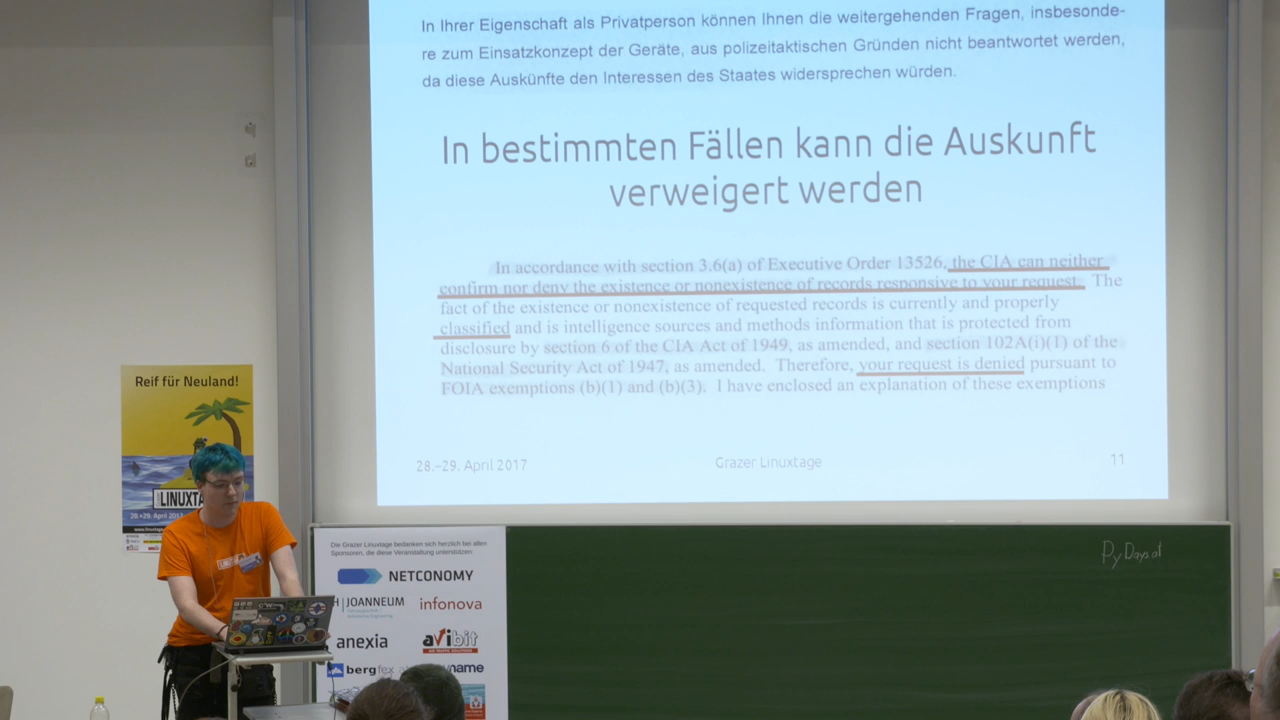 In Ihrer Eigenschaft als Privatperson können Ihnen die weitergehenden Fragen, insbesonde-
re zum Einsatzkonzept der Geräte, aus polizeitaktischen Gründen nicht beantwortet werden,
da diese Auskünfte den Interessen des Staates widersprechen würden.
In bestimmten Fällen kann die Auskunft
verweigert werden
In accordance with section 3.6(a) of Executive Order 13526, the CIA can neither
confirm nor deny the existence or nonexistence of records responsive to your request. The
fact of the existence or nonexistence of requested records is currently and properly
classified and is intelligence sources and methods information that is protected from
disclosure by section 6 of the CIA Act of 1949, as amended, and section 102A(i)(1) of the
National Security Act of 1947, as amended. Therefore, your request is denied pursuant to
FOIA exemptions (b)(1) and (b)(3). I have enclosed an explanation of these exemptions
28.–29. April 2017 Grazer Linuxtage 11
Reif für Neuland!
LINUXTA
28.+29. April 2017
Die Grazer Linuxtage bedanken sich herzlich bei allen
Sponsoren, die diese Veranstaltung unterstützen:
NETCONOMY
H JOANNEUM infonova
anexia avibit
bergfex name
PyDays.at